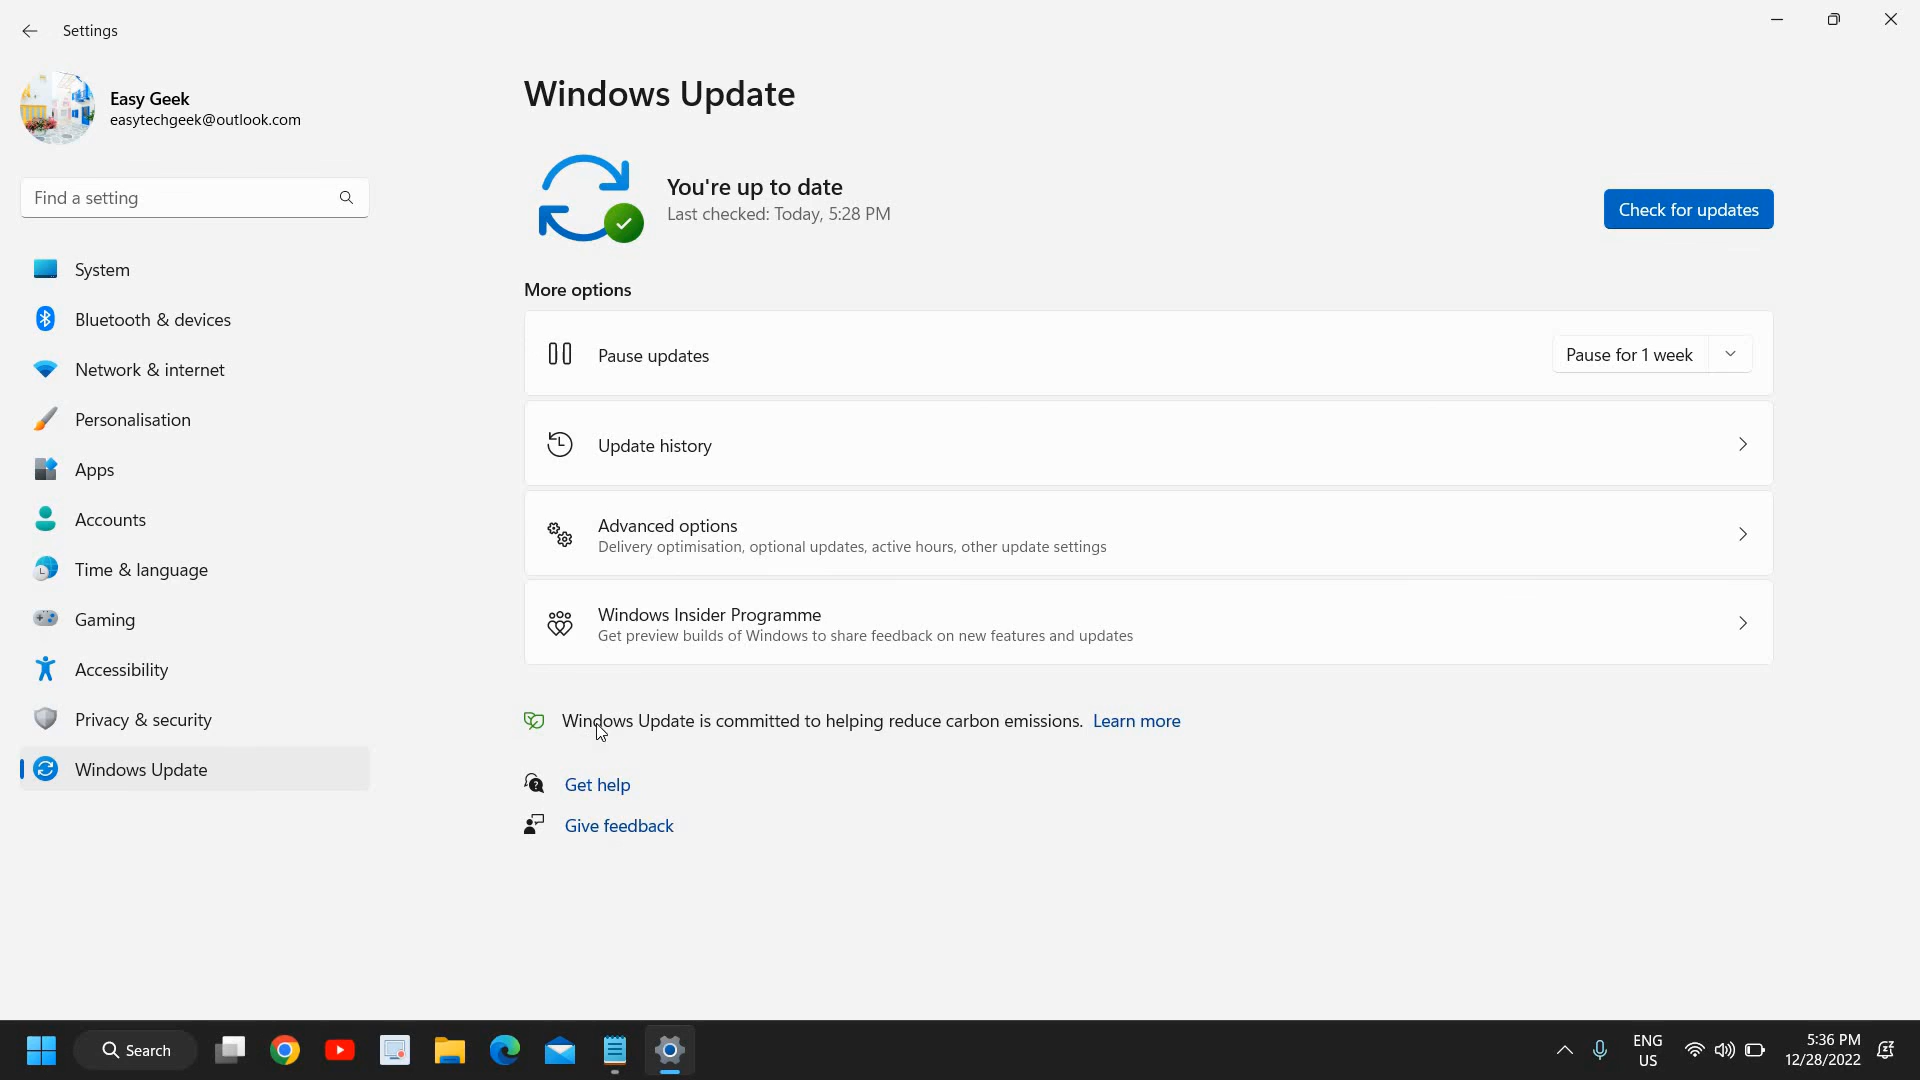 Settings
Easy Geek
easytechgeek@outlook.com
Find a setting
System
Bluetooth & devices
Network & internet
Personalisation
Apps
Accounts
Time & language
Gaming
Accessibility
Privacy & security
Windows Update
Windows Update
You're up to date
Last checked: Today, 5:28 PM
Check for updates
More options
Pause updates
Pause for 1 week
Update history
Advanced options
Delivery optimisation, optional updates, active hours, other update settings
Windows Insider Programme
Get preview builds of Windows to share feedback on new features and updates
Windows Update is committed to helping reduce carbon emissions. Learn more
Get help
Give feedback
Search
ENG
US
5:36 PM
12/28/2022